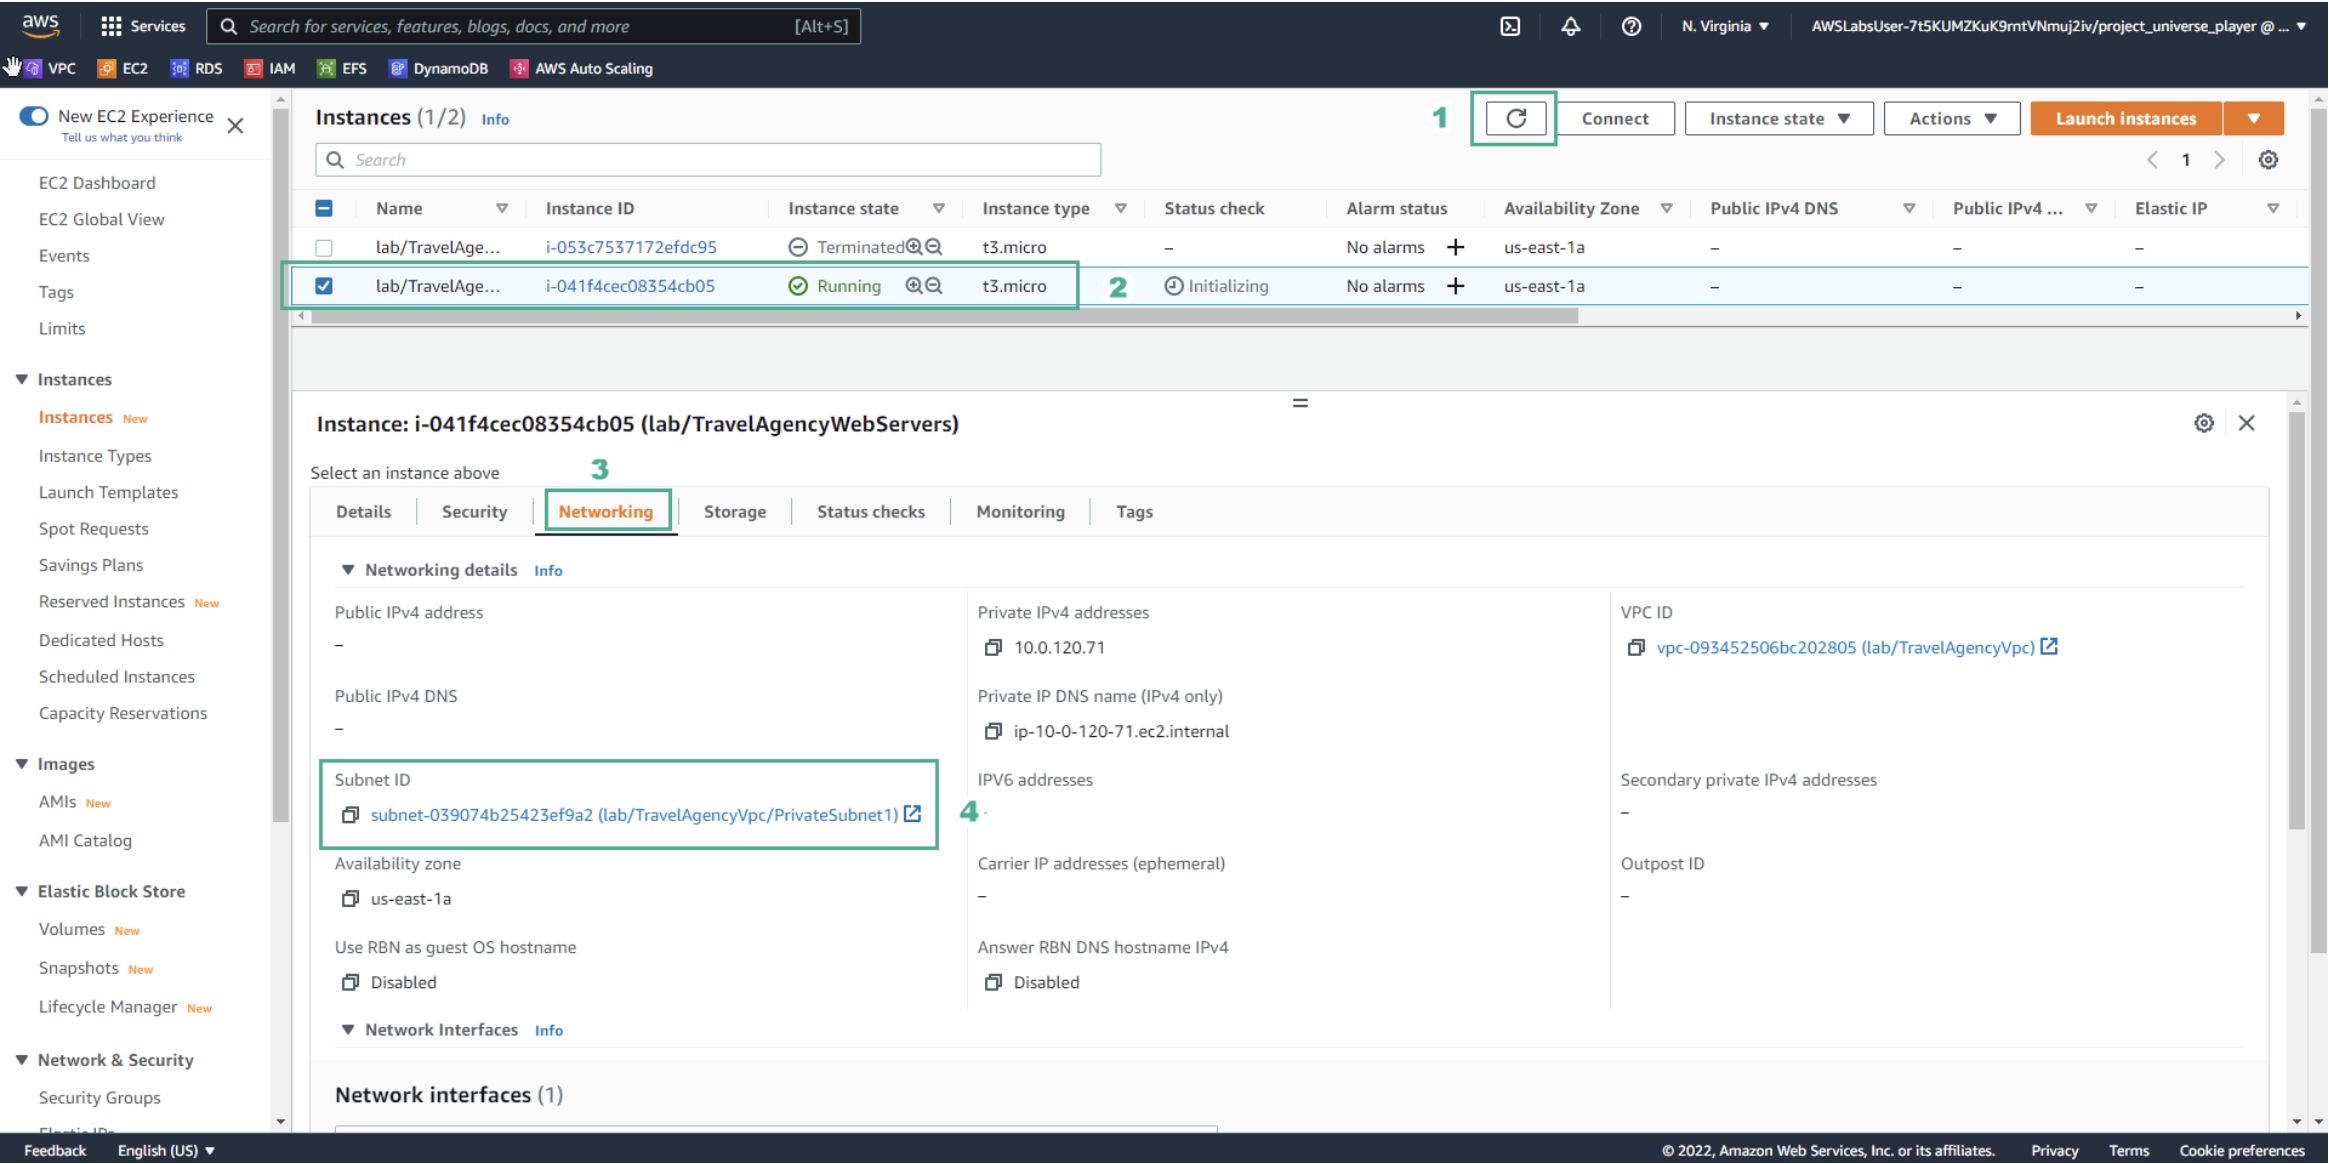 aws
Services
Search for services, features, blogs, docs, and more
[Alt+S]
N. Virginia ▼
AWSLabsUser-7t5KUMZKuK9rntVNmuj2iv/project_universe_player @ ... ▼
VPC EC2 RDS IAM EFS DynamoDB AWS Auto Scaling
New EC2 Experience
Tell us what you think
EC2 Dashboard
EC2 Global View
Events
Tags
Limits
Instances
Instances New
Instance Types
Launch Templates
Spot Requests
Savings Plans
Reserved Instances New
Dedicated Hosts
Scheduled Instances
Capacity Reservations
Images
AMIs New
AMI Catalog
Elastic Block Store
Volumes New
Snapshots New
Lifecycle Manager New
Network & Security
Security Groups
Instances (1/2) Info
1
Connect
Instance state ▼
Actions ▼
Launch instances ▼
Search
1
Name Instance ID Instance state Instance type Status check Alarm status Availability Zone Public IPv4 DNS Public IPv4 ... Elastic IP
lab/TravelAge... i-053c7537172efdc95 Terminated t3.micro – No alarms + us-east-1a – – –
lab/TravelAge... i-041f4cec08354cb05 Running t3.micro 2 Initializing No alarms + us-east-1a – – –
Instance: i-041f4cec08354cb05 (lab/TravelAgencyWebServers)
Select an instance above
3
Details Security Networking Storage Status checks Monitoring Tags
Networking details Info
Public IPv4 address
–
Private IPv4 addresses
10.0.120.71
VPC ID
vpc-093452506bc202805 (lab/TravelAgencyVpc)
Public IPv4 DNS
–
Private IP DNS name (IPv4 only)
ip-10-0-120-71.ec2.internal
Subnet ID
subnet-039074b25423ef9a2 (lab/TravelAgencyVpc/PrivateSubnet1)
4
IPV6 addresses
Secondary private IPv4 addresses
–
Availability zone
us-east-1a
Carrier IP addresses (ephemeral)
–
Outpost ID
–
Use RBN as guest OS hostname
Disabled
Answer RBN DNS hostname IPv4
Disabled
Network Interfaces Info
Network interfaces (1)
Feedback English (US) ▼
© 2022, Amazon Web Services, Inc. or its affiliates. Privacy Terms Cookie preferences